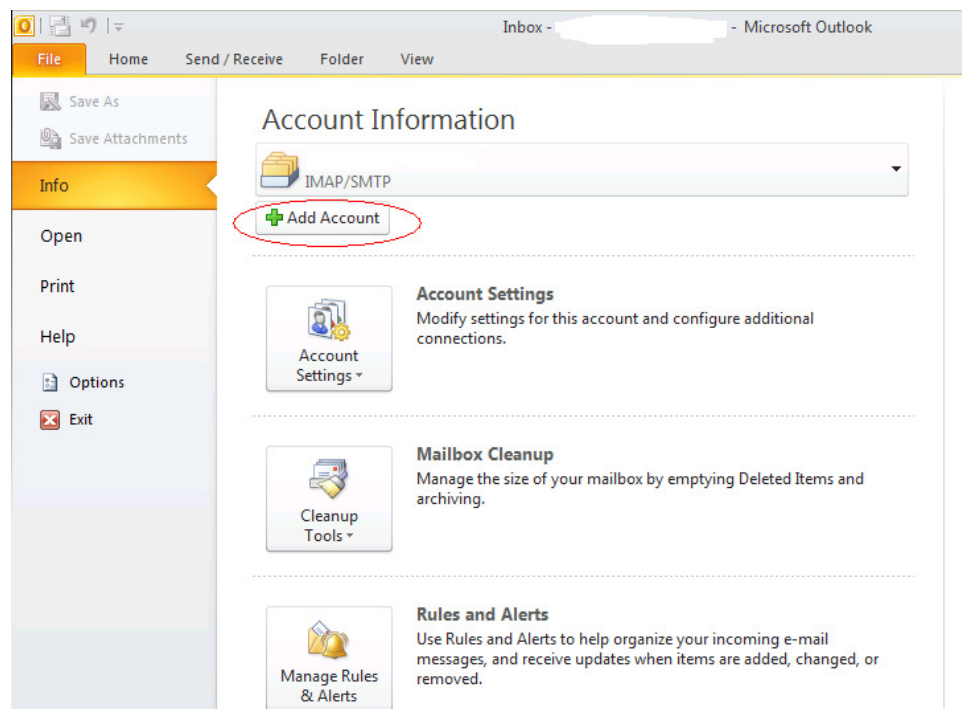 Inbox - - Microsoft Outlook
File Home Send / Receive Folder View
Save As
Save Attachments
Info
Open
Print
Help
Options
Exit
Account Information
IMAP/SMTP
Add Account
Account Settings
Account Settings
Modify settings for this account and configure additional
connections.
Cleanup
Tools
Mailbox Cleanup
Manage the size of your mailbox by emptying Deleted Items and
archiving.
Manage Rules
& Alerts
Rules and Alerts
Use Rules and Alerts to help organize your incoming e-mail
messages, and receive updates when items are added, changed, or
removed.